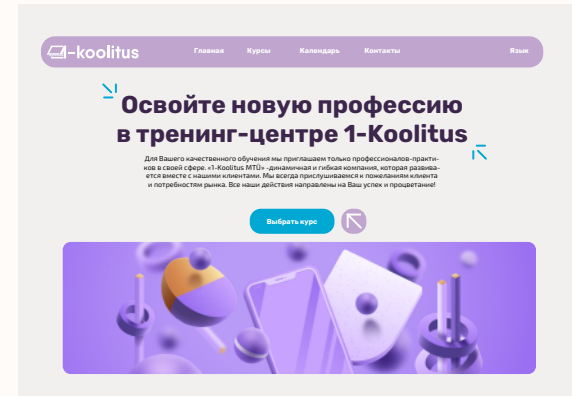 1-koolitus
Главная Курсы Календарь Контакты Язык
Освойте новую профессию
в тренинг-центре 1-Koolitus
Для Вашего качественного обучения мы приглашаем только профессионалов-практи-
ков в своей сфере. «1-Koolitus MTÜ» -динамичная и гибкая компания, которая развива-
ется вместе с нашими клиентами. Мы всегда прислушиваемся к пожеланиям клиента
и потребностям рынка. Все наши действия направлены на Ваш успех и процветание!
Выбрать курс